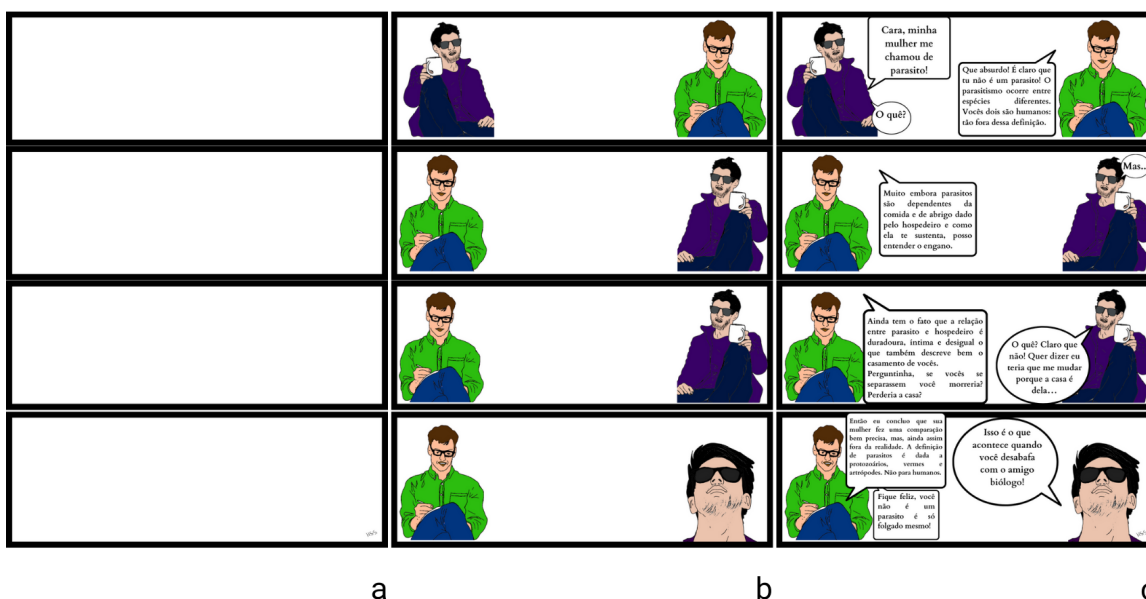 Cara, minha
mulher me
chamou de
parasito!
O quê?
Que absurdo! É claro que
tu não é um parasito! O
parasitismo ocorre entre
espécies diferentes.
Vocês dois são humanos:
tão fora dessa definição.
Muito embora parasitos
são dependentes da
comida e de abrigo dado
pelo hospedeiro e como
ela te sustenta, posso
entender o engano.
Mas..
Ainda tem o fato que a relação
entre parasito e hospedeiro é
duradoura, íntima e desigual o
que também descreve bem o
casamento de vocês.
Perguntinha, se vocês se
separassem você morreria?
Perderia a casa?
O quê? Claro que
não! Quer dizer eu
teria que me mudar
porque a casa é
dela...
Então eu concluo que sua
mulher fez uma comparação
bem precisa, mas, ainda assim
fora da realidade. A definição
de parasitos é dada a
protozoários, vermes e
artrópodes. Não para humanos.
Fique feliz, você
não é um
parasito é só
folgado mesmo!
Isso é o que
acontece quando
você desabafa
com o amigo
biólogo!
a
b